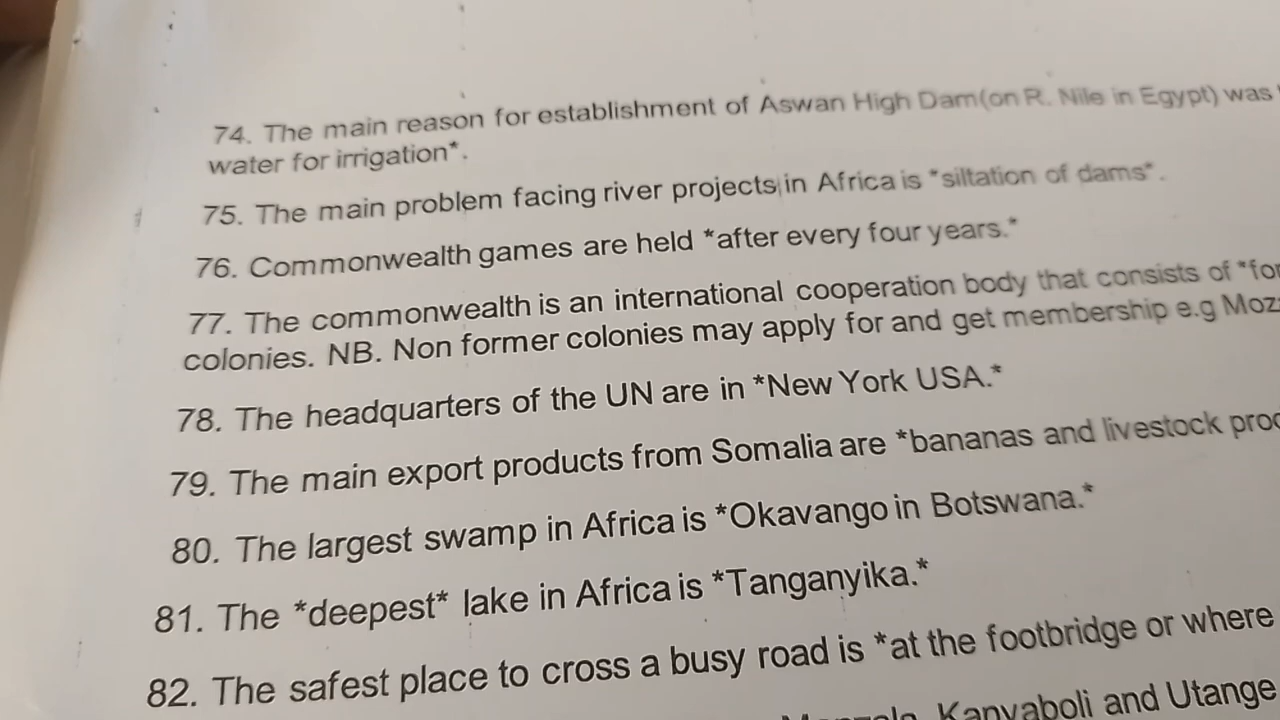 74. The main reason for establishment of Aswan High Dam(on R. Nile in Egypt) was
water for irrigation*.
75. The main problem facing river projects in Africa is *siltation of dams*.
76. Commonwealth games are held *after every four years.*
77. The commonwealth is an international cooperation body that consists of
colonies. NB. Non former colonies may apply for and get membership e.g
78. The headquarters of the UN are in *New York USA.*
79. The main export products from Somalia are *bananas and livestock
80. The largest swamp in Africa is *Okavango in Botswana.*
81. The *deepest* lake in Africa is *Tanganyika.*
82. The safest place to cross a busy road is *at the footbridge or where
Kanyaboli and Utange